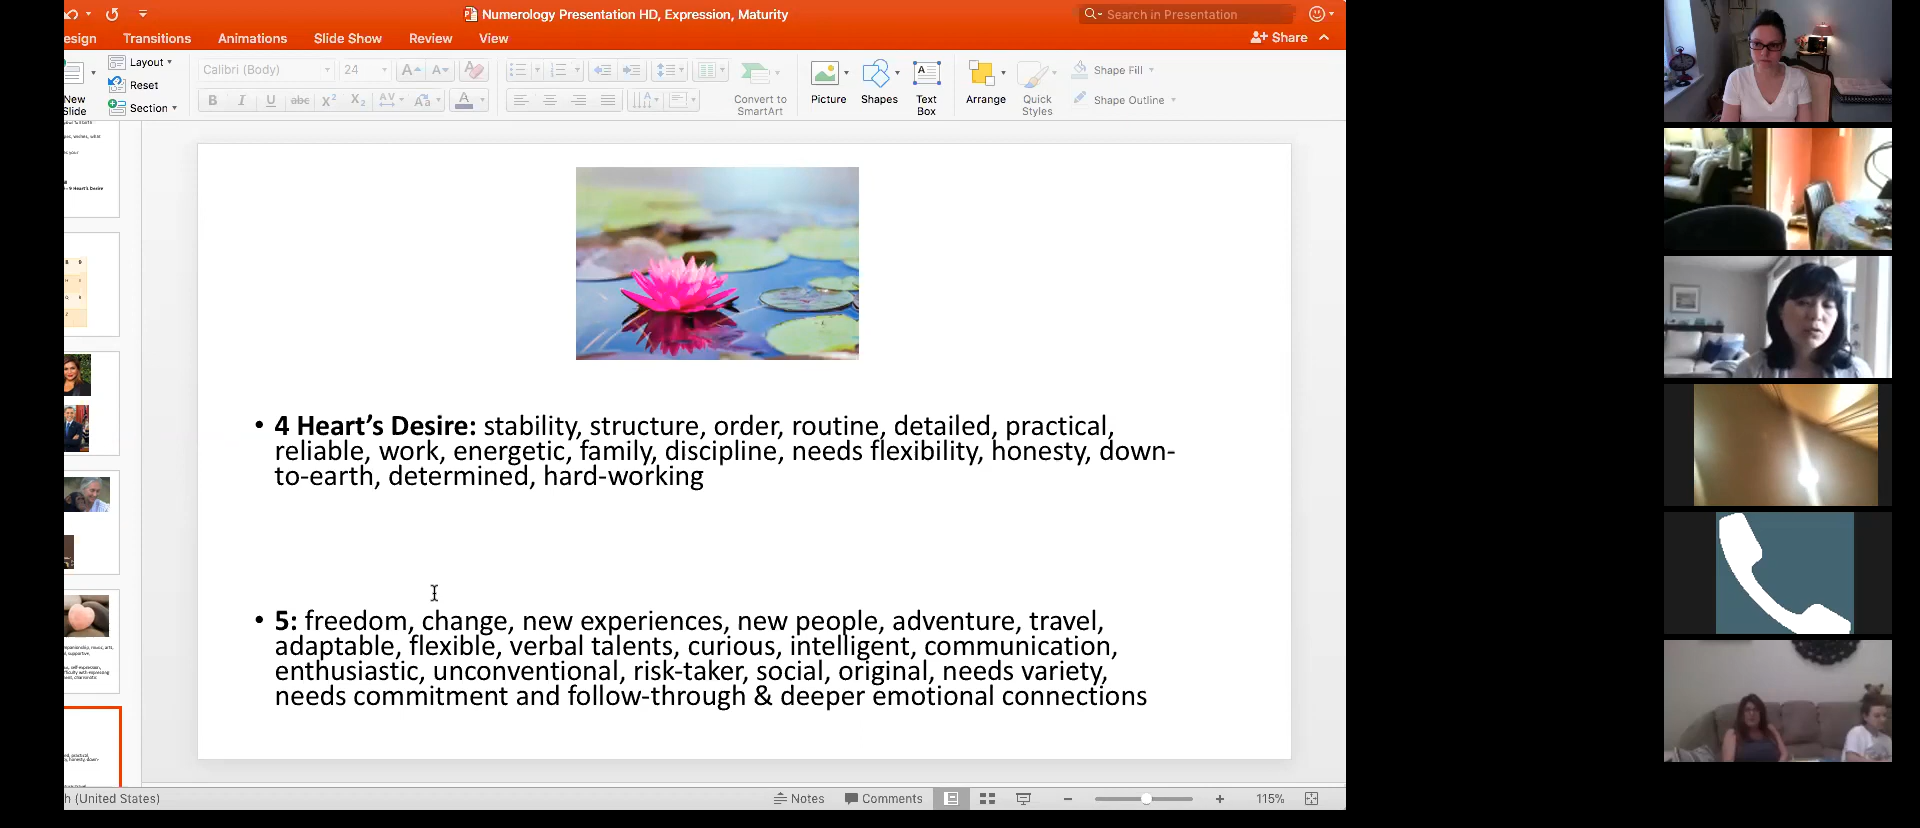 Numerology Presentation HD, Expression, Maturity
Search in Presentation
esign Transitions Animations Slide Show Review View
Share
New Slide
Layout
Reset
Section
Calibri (Body) 24
B I U abc X² X₂ AV Aa A
Convert to SmartArt
Picture
Shapes
Text Box
Arrange
Quick Styles
Shape Fill
Shape Outline
• 4 Heart’s Desire: stability, structure, order, routine, detailed, practical,
reliable, work, energetic, family, discipline, needs flexibility, honesty, down-
to-earth, determined, hard-working
• 5: freedom, change, new experiences, new people, adventure, travel,
adaptable, flexible, verbal talents, curious, intelligent, communication,
enthusiastic, unconventional, risk-taker, social, original, needs variety,
needs commitment and follow-through & deeper emotional connections
h (United States)
Notes Comments 115%